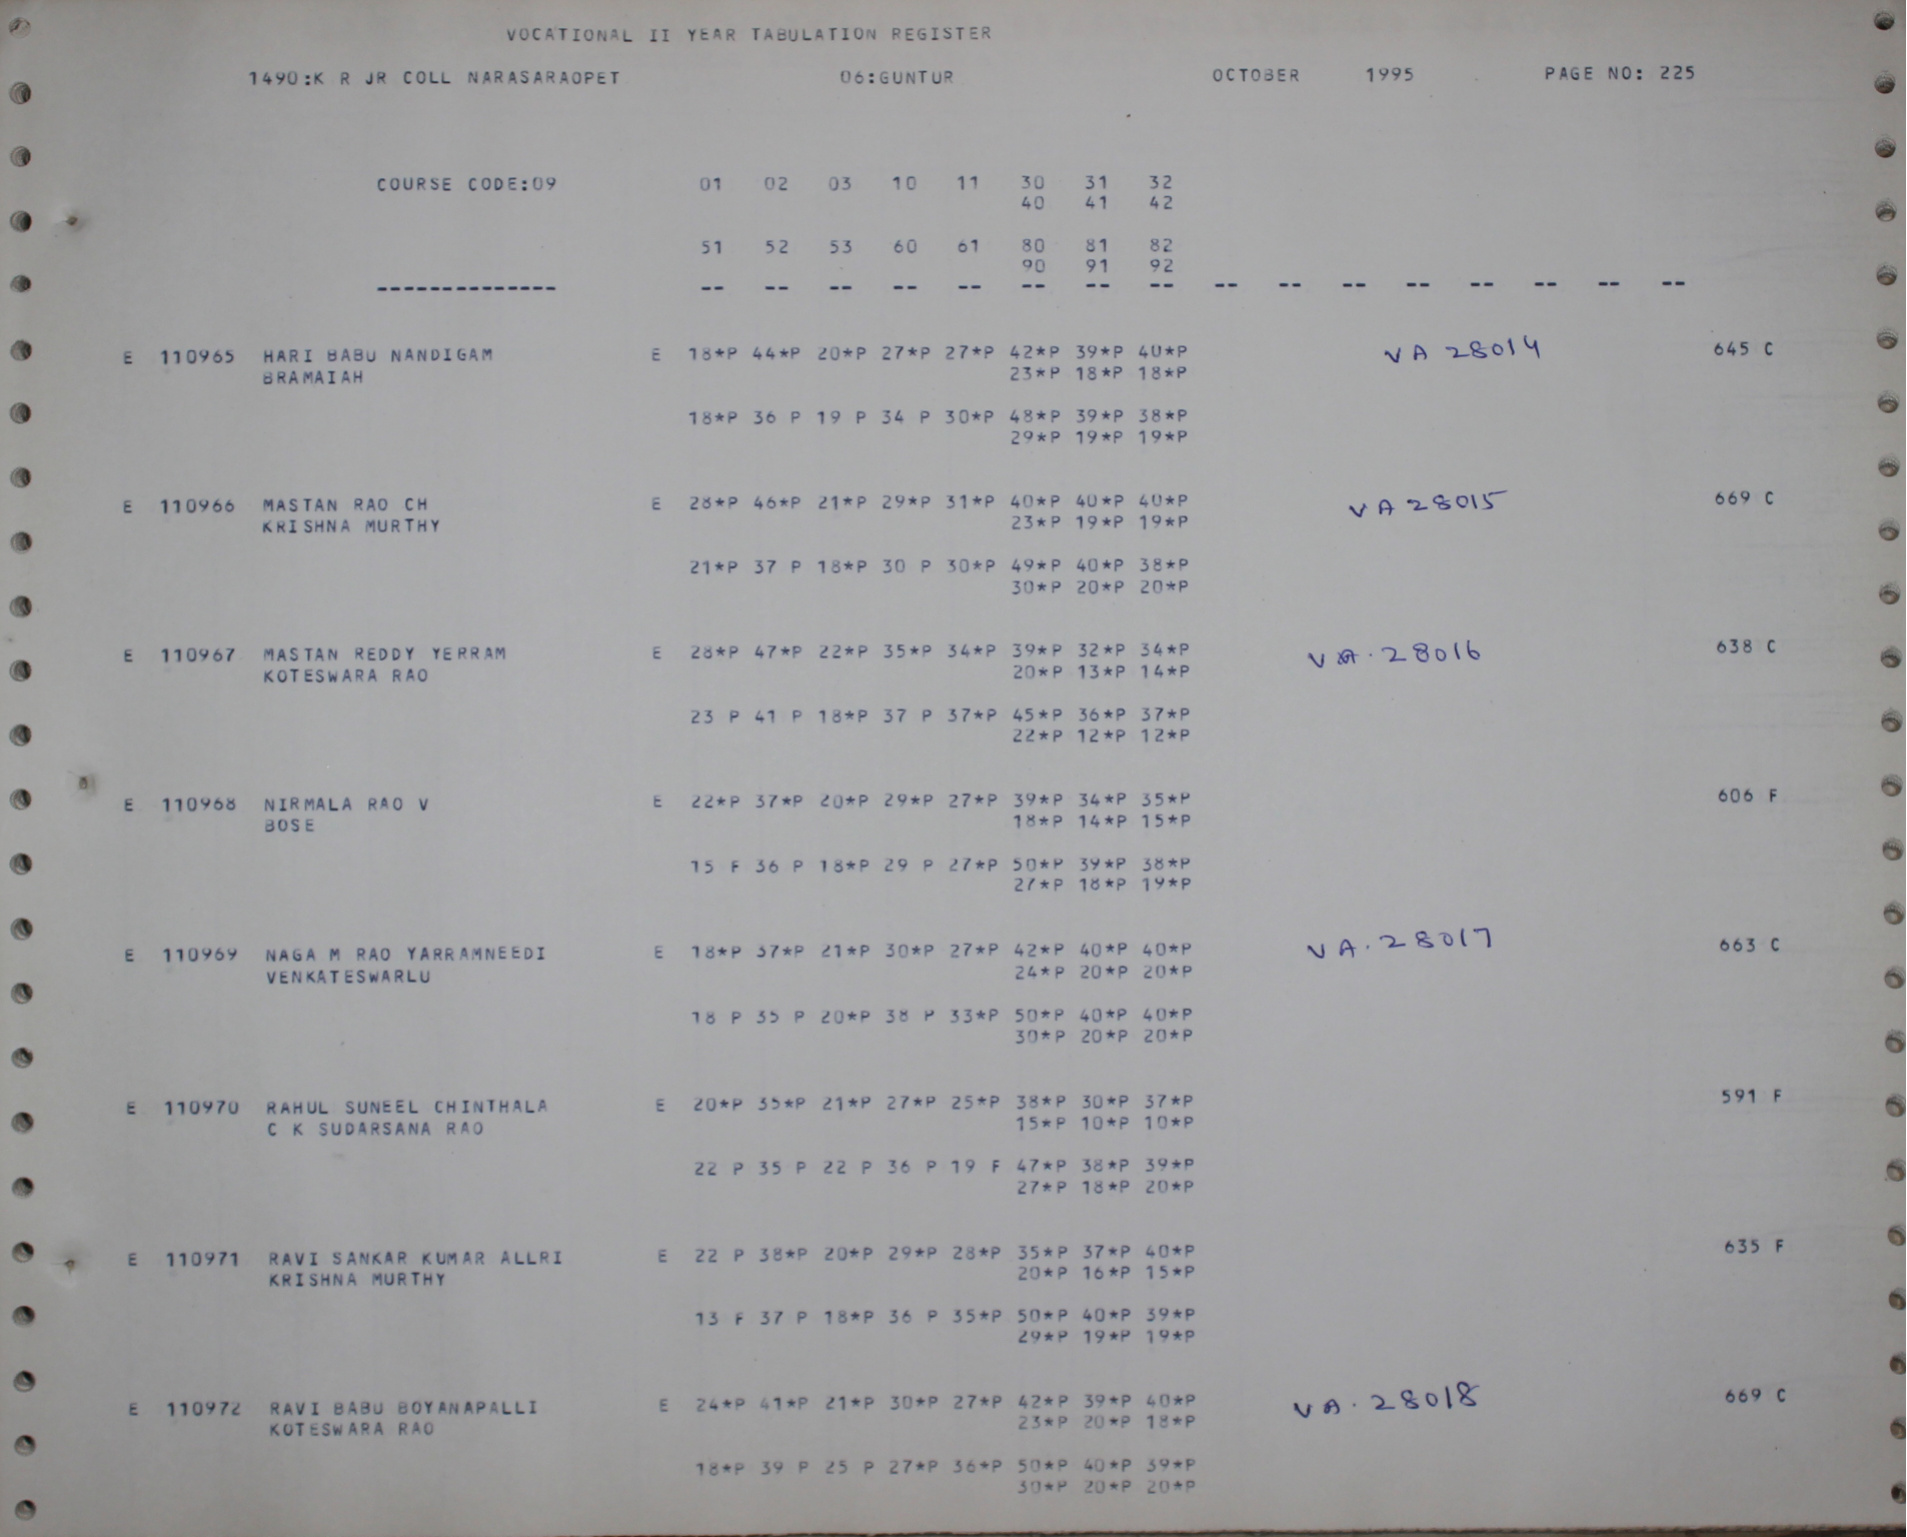 VOCATIONAL II YEAR TABULATION REGISTER
1490:K R JR COLL NARASARAOPET 06:GUNTUR OCTOBER 1995 PAGE NO: 225
COURSE CODE:09 01 02 03 10 11 30 31 32
40 41 42
51 52 53 60 61 80 81 82
90 91 92
-------------- -- -- -- -- -- -- -- -- -- -- -- -- -- -- -- --
E 110965 HARI BABU NANDIGAM E 18*P 44*P 20*P 27*P 27*P 42*P 39*P 40*P VA 28014 645 C
BRAMAIAH 23*P 18*P 18*P
18*P 36 P 19 P 34 P 30*P 48*P 39*P 38*P
29*P 19*P 19*P
E 110966 MASTAN RAO CH E 28*P 46*P 21*P 29*P 31*P 40*P 40*P 40*P VA 28015 669 C
KRISHNA MURTHY 23*P 19*P 19*P
21*P 37 P 18*P 30 P 30*P 49*P 40*P 38*P
30*P 20*P 20*P
E 110967 MASTAN REDDY YERRAM E 28*P 47*P 22*P 35*P 34*P 39*P 32*P 34*P VA. 28016 638 C
KOTESWARA RAO 20*P 13*P 14*P
23 P 41 P 18*P 37 P 37*P 45*P 36*P 37*P
22*P 12*P 12*P
E 110968 NIRMALA RAO V E 22*P 37*P 20*P 29*P 27*P 39*P 34*P 35*P 606 F
BOSE 18*P 14*P 15*P
15 F 36 P 18*P 29 P 27*P 50*P 39*P 38*P
27*P 18*P 19*P
E 110969 NAGA M RAO YARRAMNEEDI E 18*P 37*P 21*P 30*P 27*P 42*P 40*P 40*P VA. 28017 663 C
VENKATESWARLU 24*P 20*P 20*P
18 P 35 P 20*P 38 P 33*P 50*P 40*P 40*P
30*P 20*P 20*P
E 110970 RAHUL SUNEEL CHINTHALA E 20*P 35*P 21*P 27*P 25*P 38*P 30*P 37*P 591 F
C K SUDARSANA RAO 15*P 10*P 10*P
22 P 35 P 22 P 36 P 19 F 47*P 38*P 39*P
27*P 18*P 20*P
E 110971 RAVI SANKAR KUMAR ALLRI E 22 P 38*P 20*P 29*P 28*P 35*P 37*P 40*P 635 F
KRISHNA MURTHY 20*P 16*P 15*P
13 F 37 P 18*P 36 P 35*P 50*P 40*P 39*P
29*P 19*P 19*P
E 110972 RAVI BABU BOYANAPALLI E 24*P 41*P 21*P 30*P 27*P 42*P 39*P 40*P VA. 28018 669 C
KOTESWARA RAO 23*P 20*P 18*P
18*P 39 P 25 P 27*P 36*P 50*P 40*P 39*P
30*P 20*P 20*P